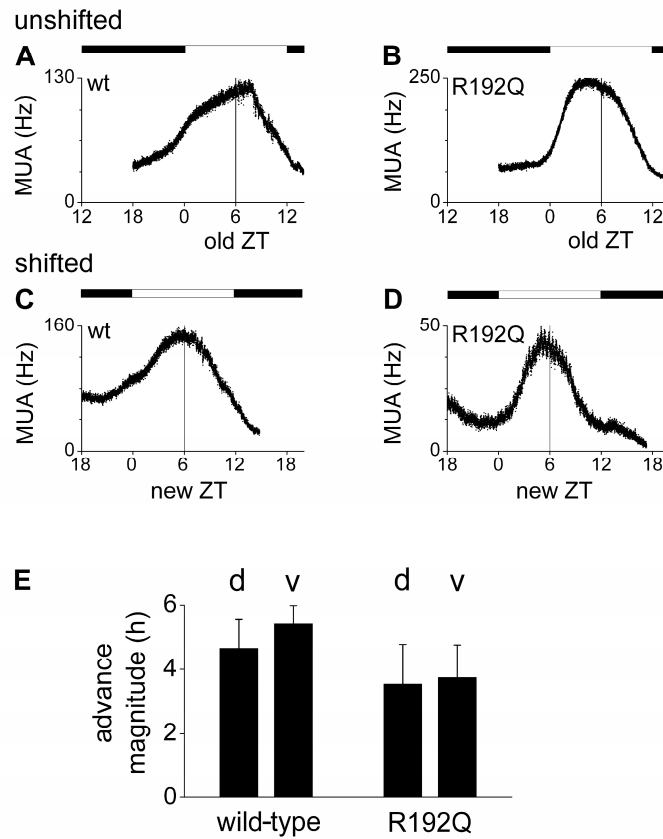 unshifted
A
wt
130
0
MUA (Hz)
12 18 0 6 12
old ZT
B
R192Q
250
0
MUA (Hz)
12 18 0 6 12
old ZT
shifted
C
wt
160
0
MUA (Hz)
18 0 6 12 18
new ZT
D
R192Q
50
0
MUA (Hz)
18 0 6 12 18
new ZT
E
d v d v
6
4
2
0
advance
magnitude (h)
wild-type R192Q